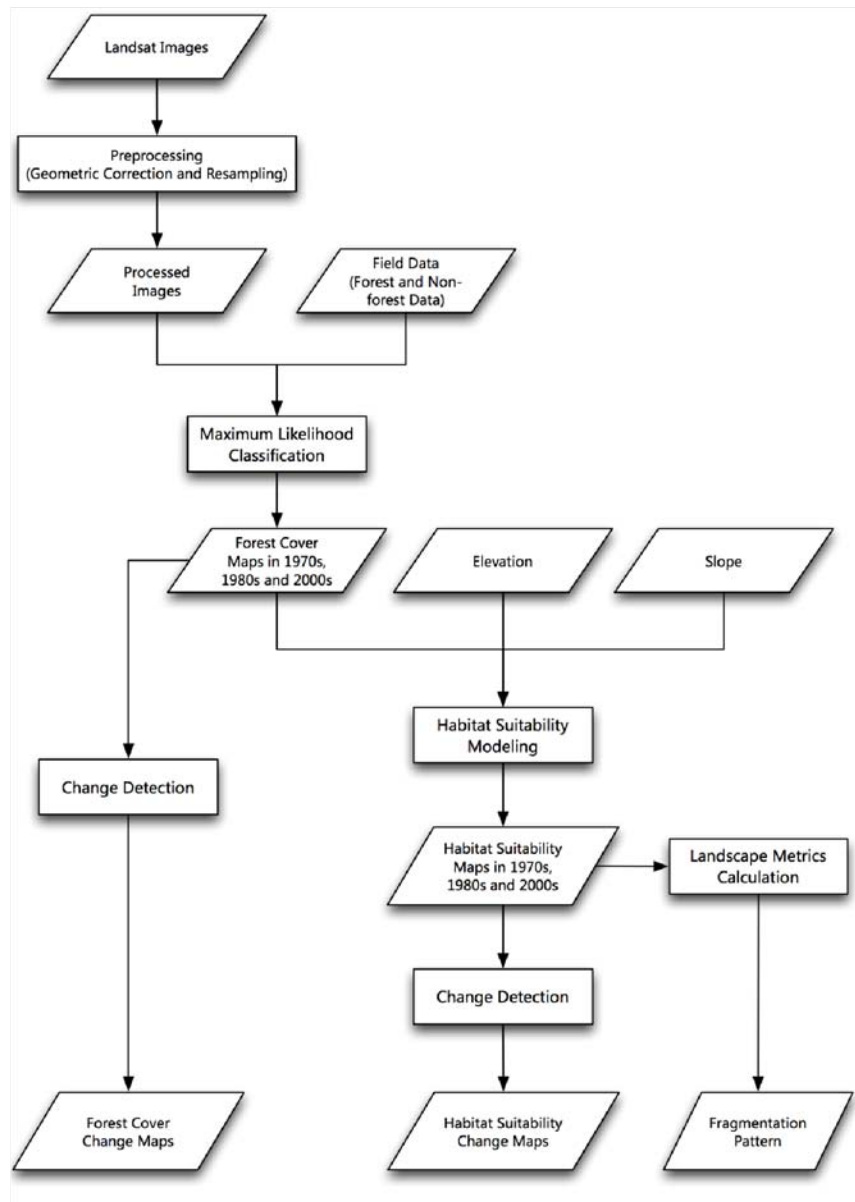 Landsat Images
Preprocessing
(Geometric Correction and Resampling)
Processed
Images
Field Data
(Forest and Non-
forest Data)
Maximum Likelihood
Classification
Forest Cover
Maps in 1970s,
1980s and 2000s
Elevation
Slope
Habitat Suitability
Modeling
Change Detection
Habitat Suitability
Maps in 1970s,
1980s and 2000s
Landscape Metrics
Calculation
Change Detection
Forest Cover
Change Maps
Habitat Suitability
Change Maps
Fragmentation
Pattern